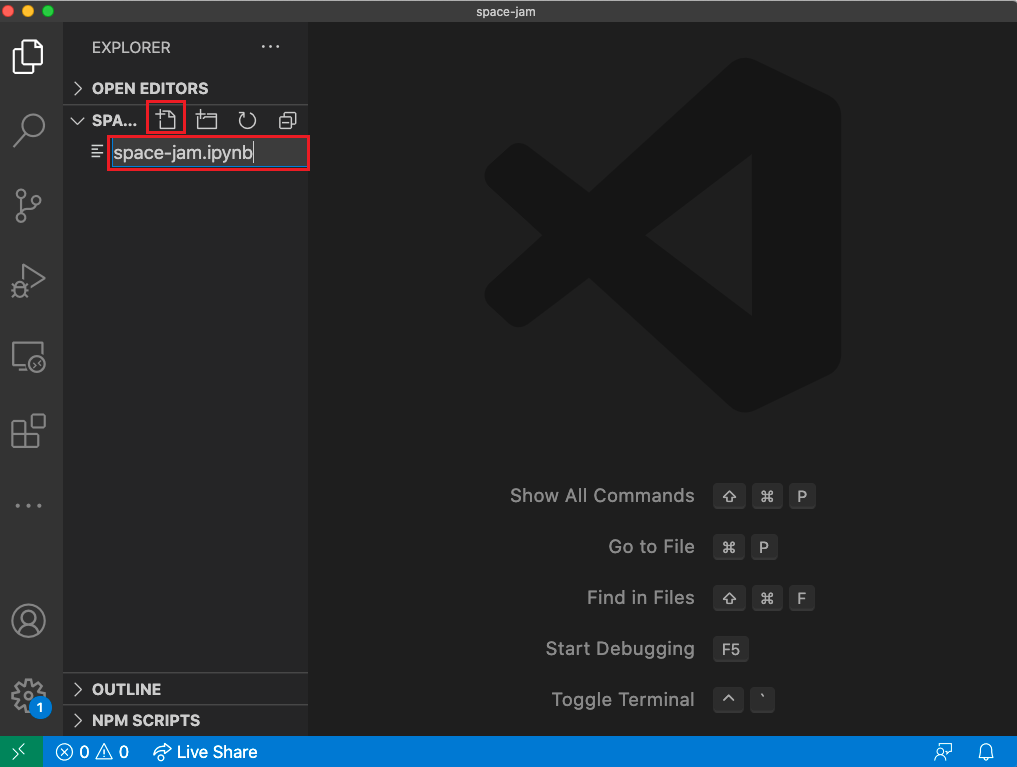 space-jam
EXPLORER
OPEN EDITORS
SPA...
space-jam.ipynb
Show All Commands ⇧ ⌘ P
Go to File ⌘ P
Find in Files ⇧ ⌘ F
Start Debugging F5
Toggle Terminal ^ `
OUTLINE
1
NPM SCRIPTS
0 0 Live Share